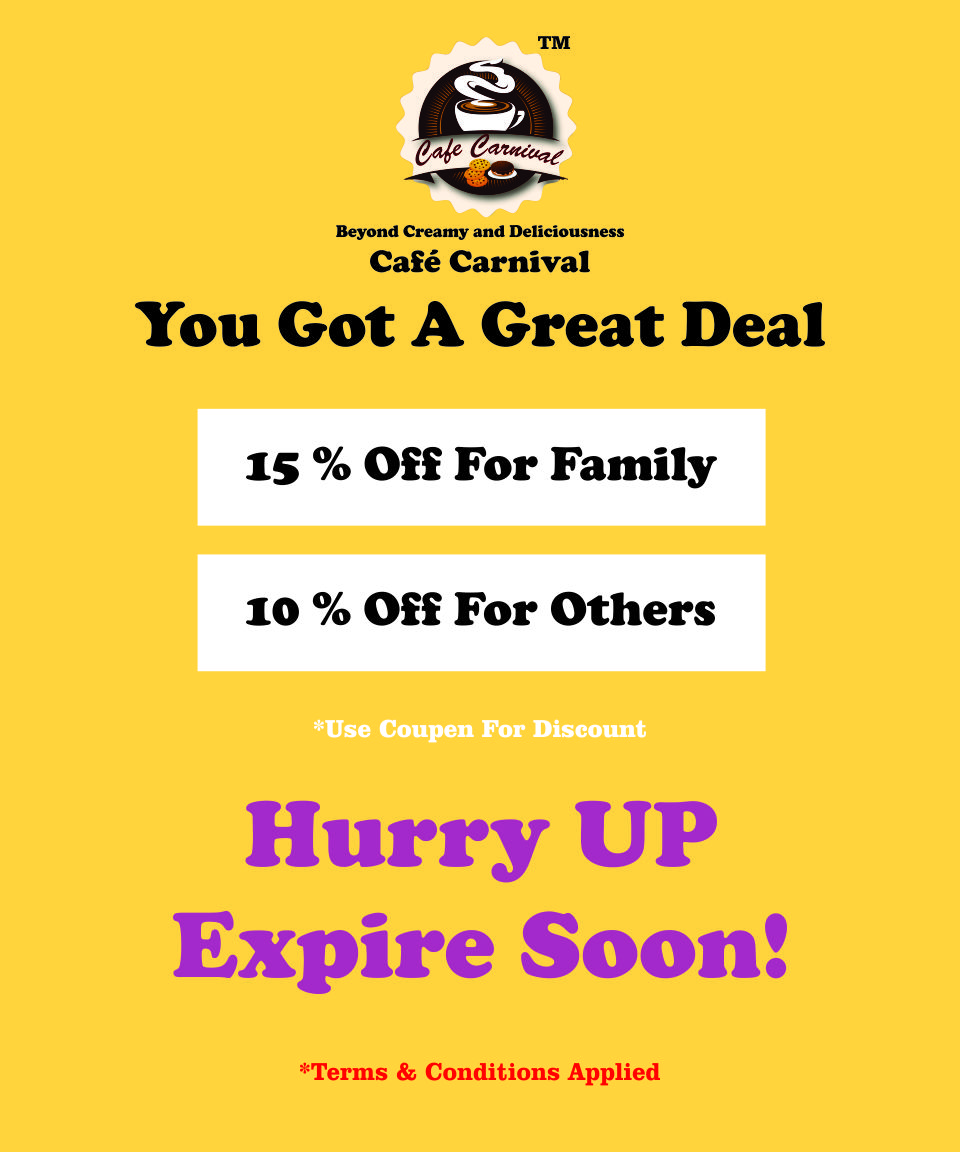 TM
Cafe Carnival
Beyond Creamy and Deliciousness
Café Carnival
You Got A Great Deal
15 % Off For Family
10 % Off For Others
*Use Coupen For Discount
Hurry UP
Expire Soon!
*Terms & Conditions Applied